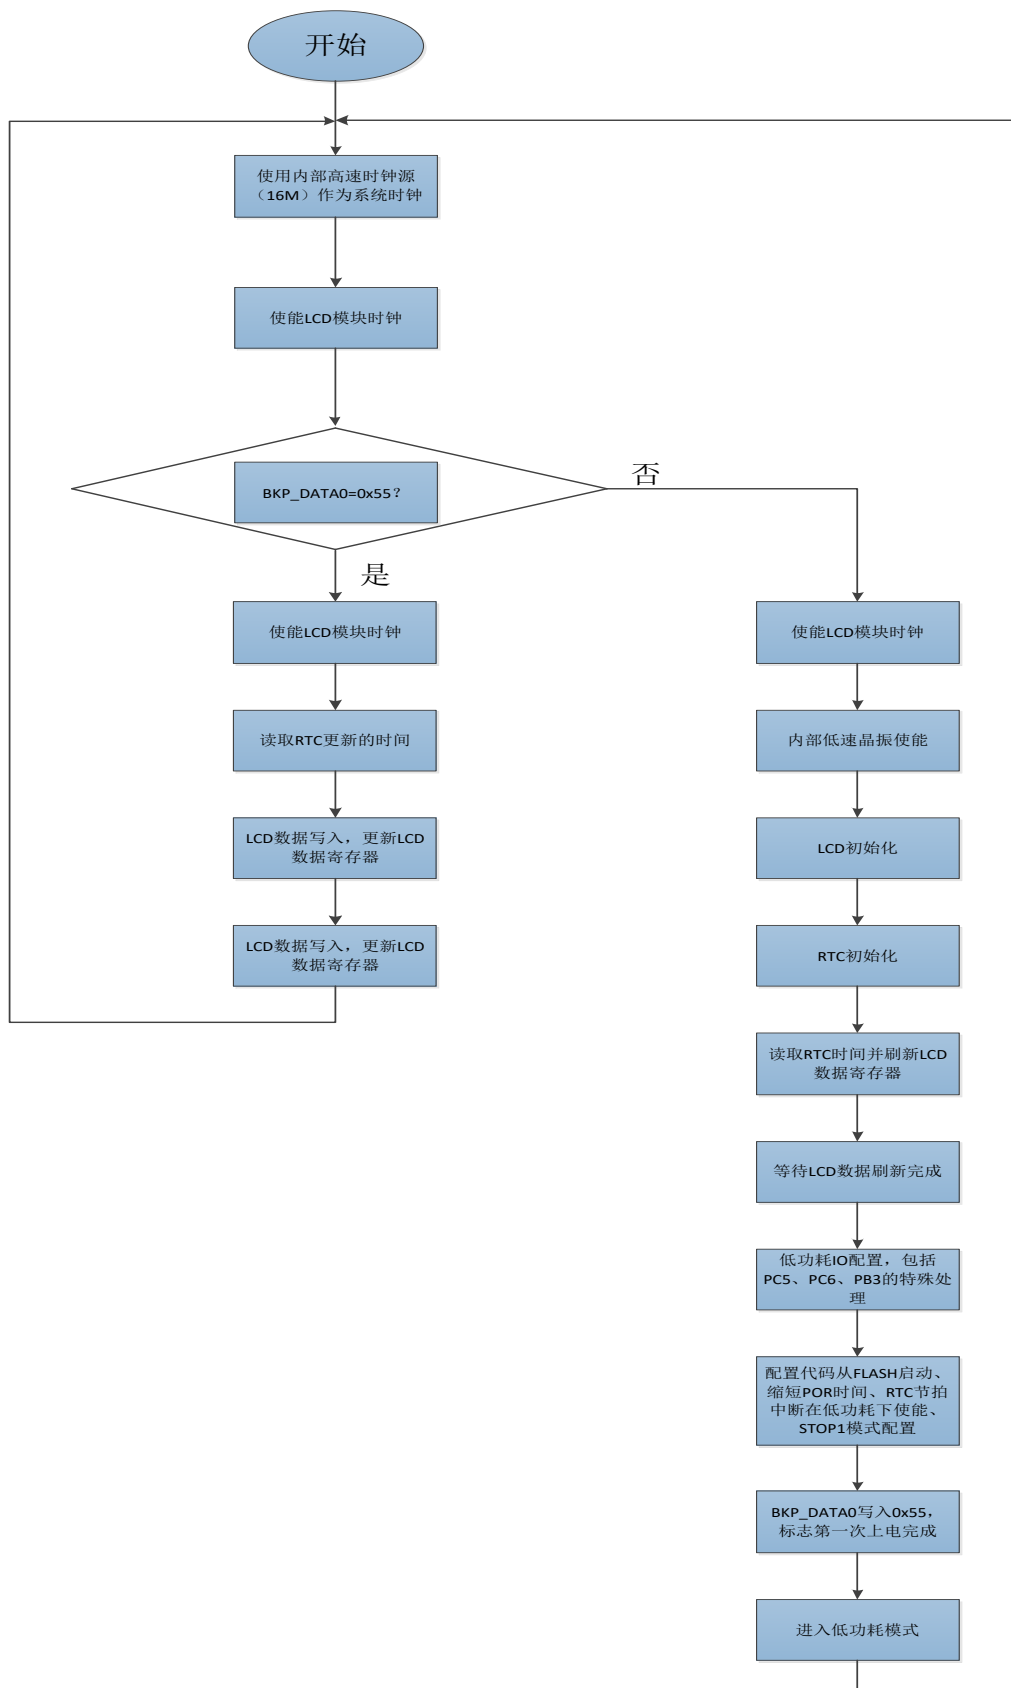 开始
使用内部高速时钟源
（16M）作为系统时钟
使能LCD模块时钟
BKP_DATA0=0x55？
否
是
使能LCD模块时钟
读取RTC更新的时间
LCD数据写入，更新LCD
数据寄存器
LCD数据写入，更新LCD
数据寄存器
使能LCD模块时钟
内部低速晶振使能
LCD初始化
RTC初始化
读取RTC时间并刷新LCD
数据寄存器
等待LCD数据刷新完成
低功耗IO配置，包括
PC5、PC6、PB3的特殊处
理
配置代码从FLASH启动、
缩短POR时间、RTC节拍
中断在低功耗下使能、
STOP1模式配置
BKP_DATA0写入0x55，
标志第一次上电完成
进入低功耗模式